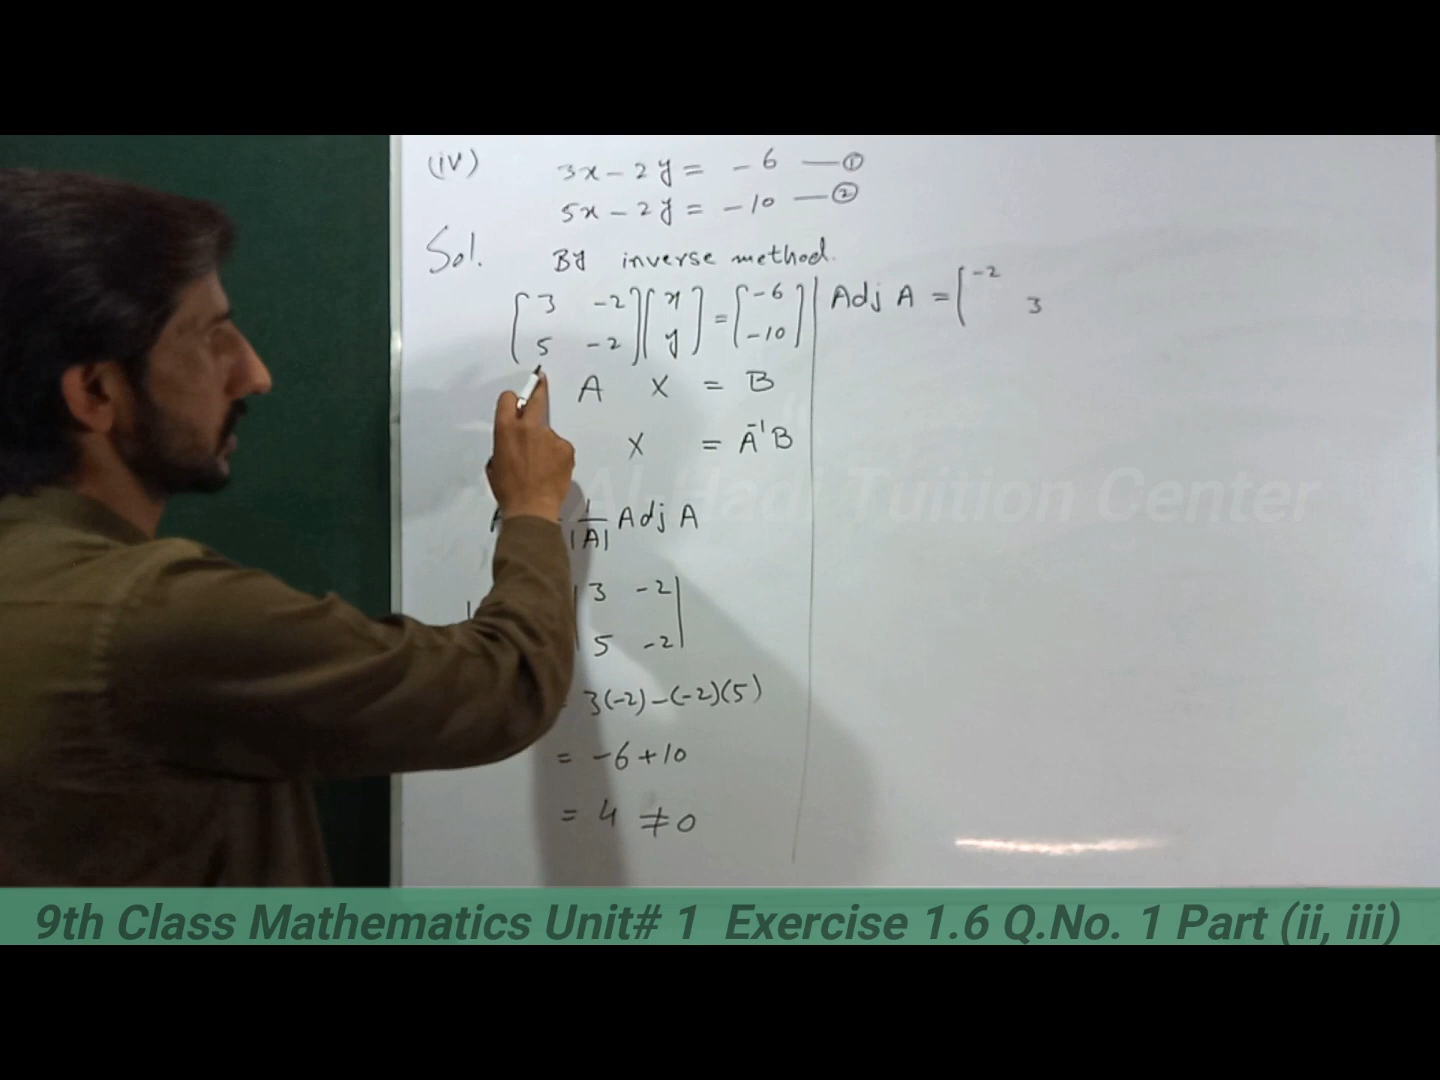 (iv) 3x - 2y = - 6 — ①
5x - 2y = - 10 — ②
Sol. By inverse method.
[3 -2] [x] = [-6]
[5 -2] [y] [-10]
A X = B
X = A⁻¹B
1/|A| Adj A
|3 -2|
|5 -2|
3(-2) - (-2)(5)
= -6 + 10
= 4 ≠ 0
Adj A = [-2
3
Al-Hadi Tuition Center
9th Class Mathematics Unit# 1 Exercise 1.6 Q.No. 1 Part (ii, iii)